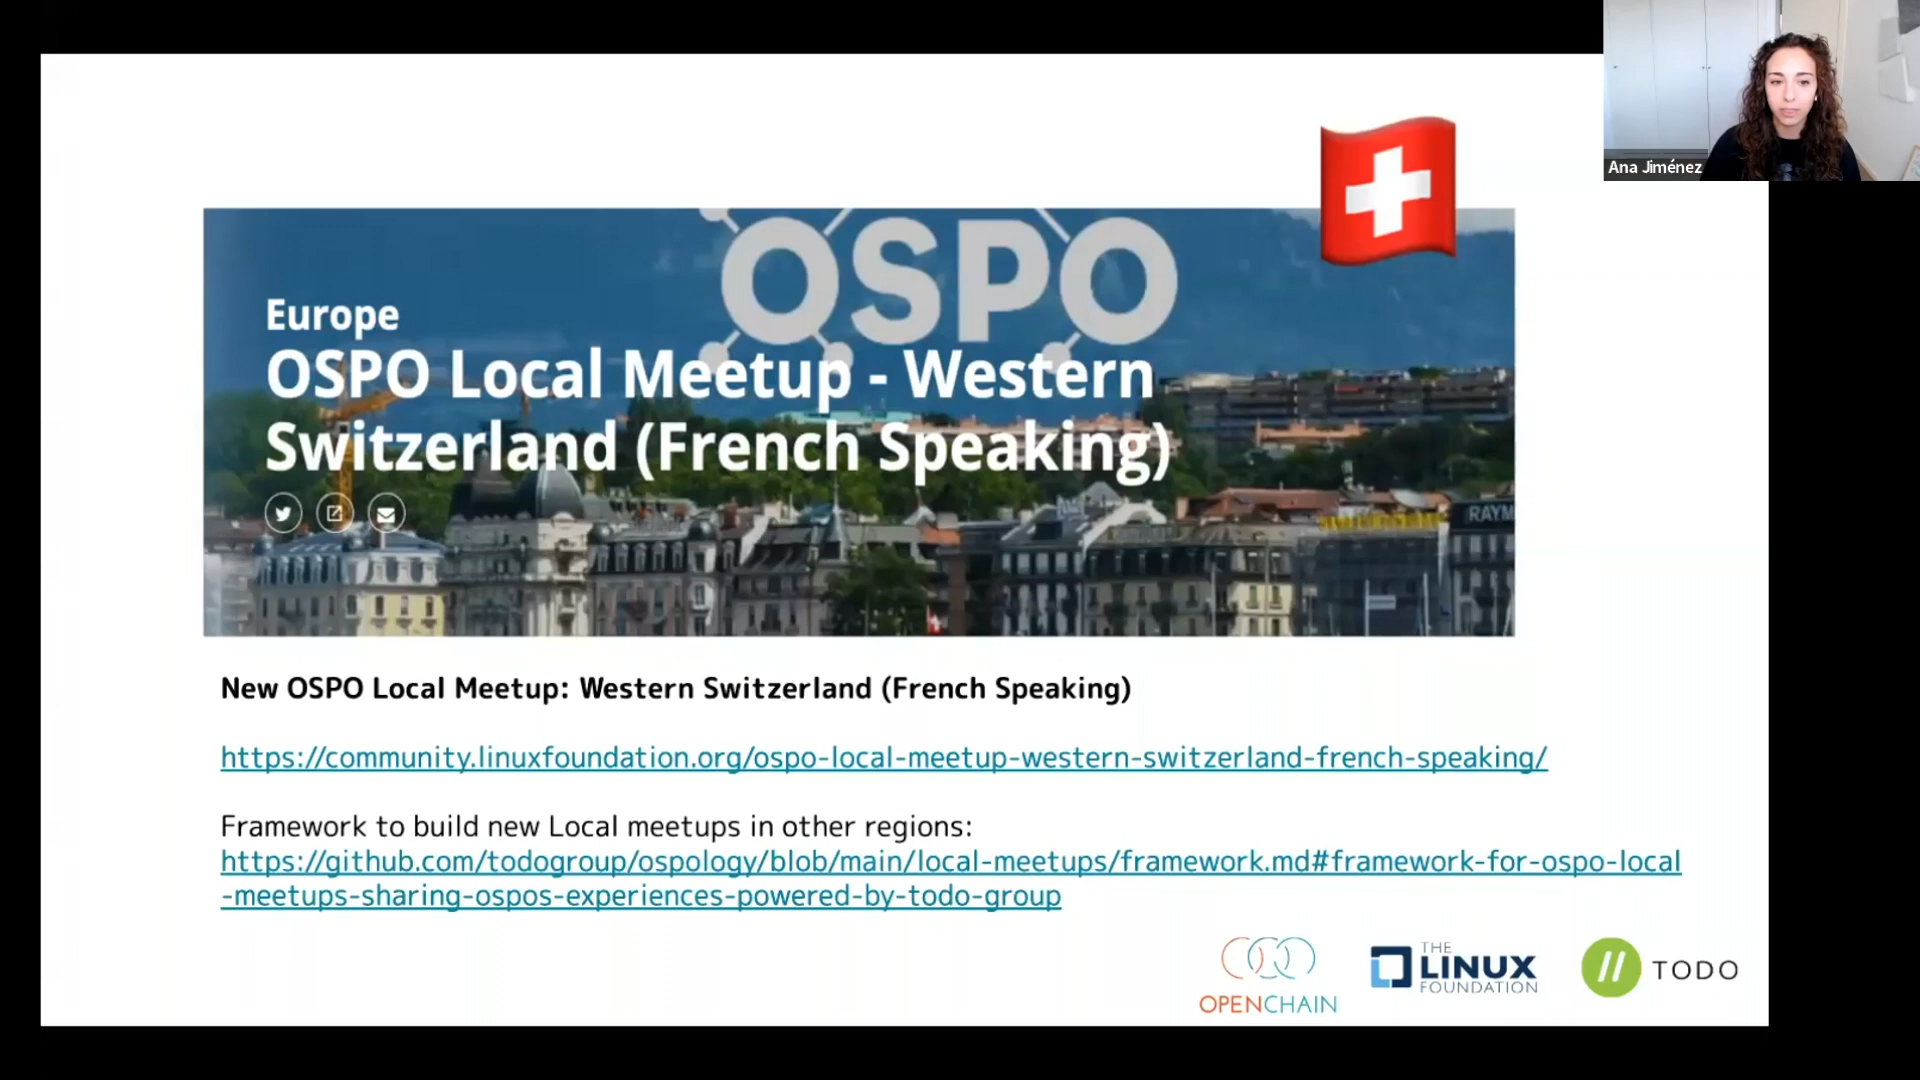 Ana Jiménez
OSPO
Europe
OSPO Local Meetup - Western
Switzerland (French Speaking)
RAYM
New OSPO Local Meetup: Western Switzerland (French Speaking)
https://community.linuxfoundation.org/ospo-local-meetup-western-switzerland-french-speaking/
Framework to build new Local meetups in other regions:
https://github.com/todogroup/ospology/blob/main/local-meetups/framework.md#framework-for-ospo-local
-meetups-sharing-ospos-experiences-powered-by-todo-group
OPENCHAIN
THE
LINUX
FOUNDATION
TODO